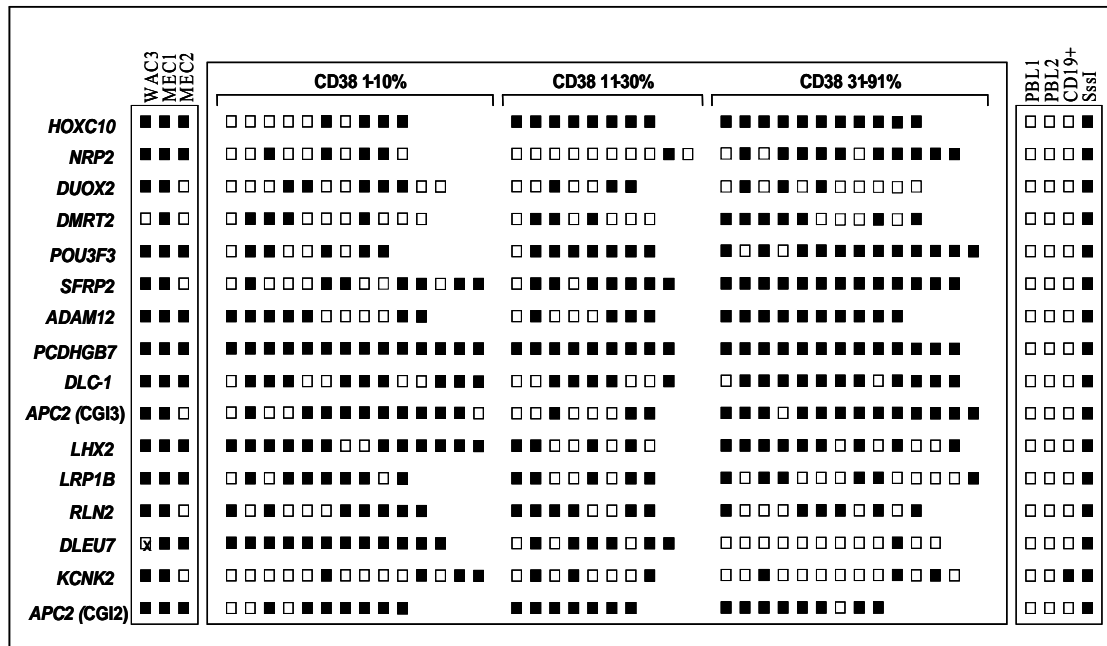 WAC3
MEC1
MEC2
CD38 1-10%
CD38 11-30%
CD38 31-91%
PBL1
PBL2
CD19+
SssI
HOXC10
NRP2
DUOX2
DMRT2
POU3F3
SFRP2
ADAM12
PCDHGB7
DLC-1
APC2 (CGI3)
LHX2
LRP1B
RLN2
DLEU7
x
KCNK2
APC2 (CGI2)